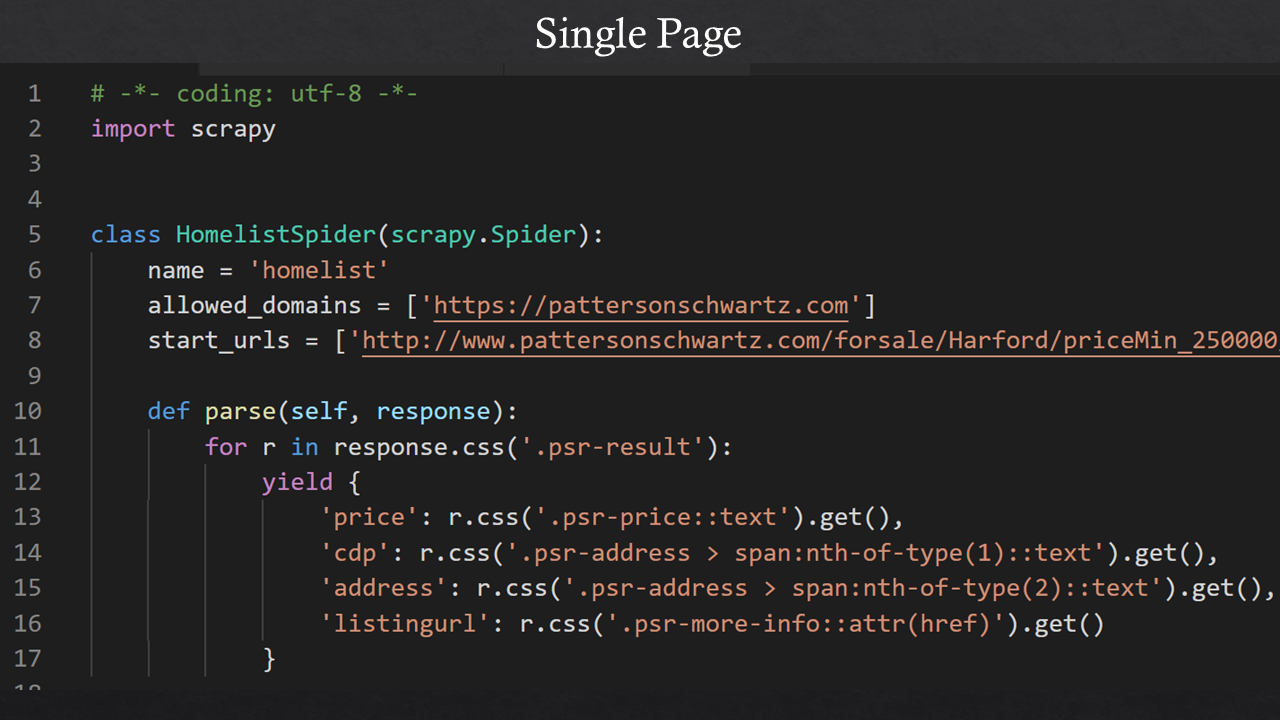 Single Page
1 # -*- coding: utf-8 -*-
2 import scrapy
3
4
5 class HomelistSpider(scrapy.Spider):
6     name = 'homelist'
7     allowed_domains = ['https://pattersonschwartz.com']
8     start_urls = ['http://www.pattersonschwartz.com/forsale/Harford/priceMin_250000
9
10     def parse(self, response):
11         for r in response.css('.psr-result'):
12             yield {
13                 'price': r.css('.psr-price::text').get(),
14                 'cdp': r.css('.psr-address > span:nth-of-type(1)::text').get(),
15                 'address': r.css('.psr-address > span:nth-of-type(2)::text').get(),
16                 'listingurl': r.css('.psr-more-info::attr(href)').get()
17             }